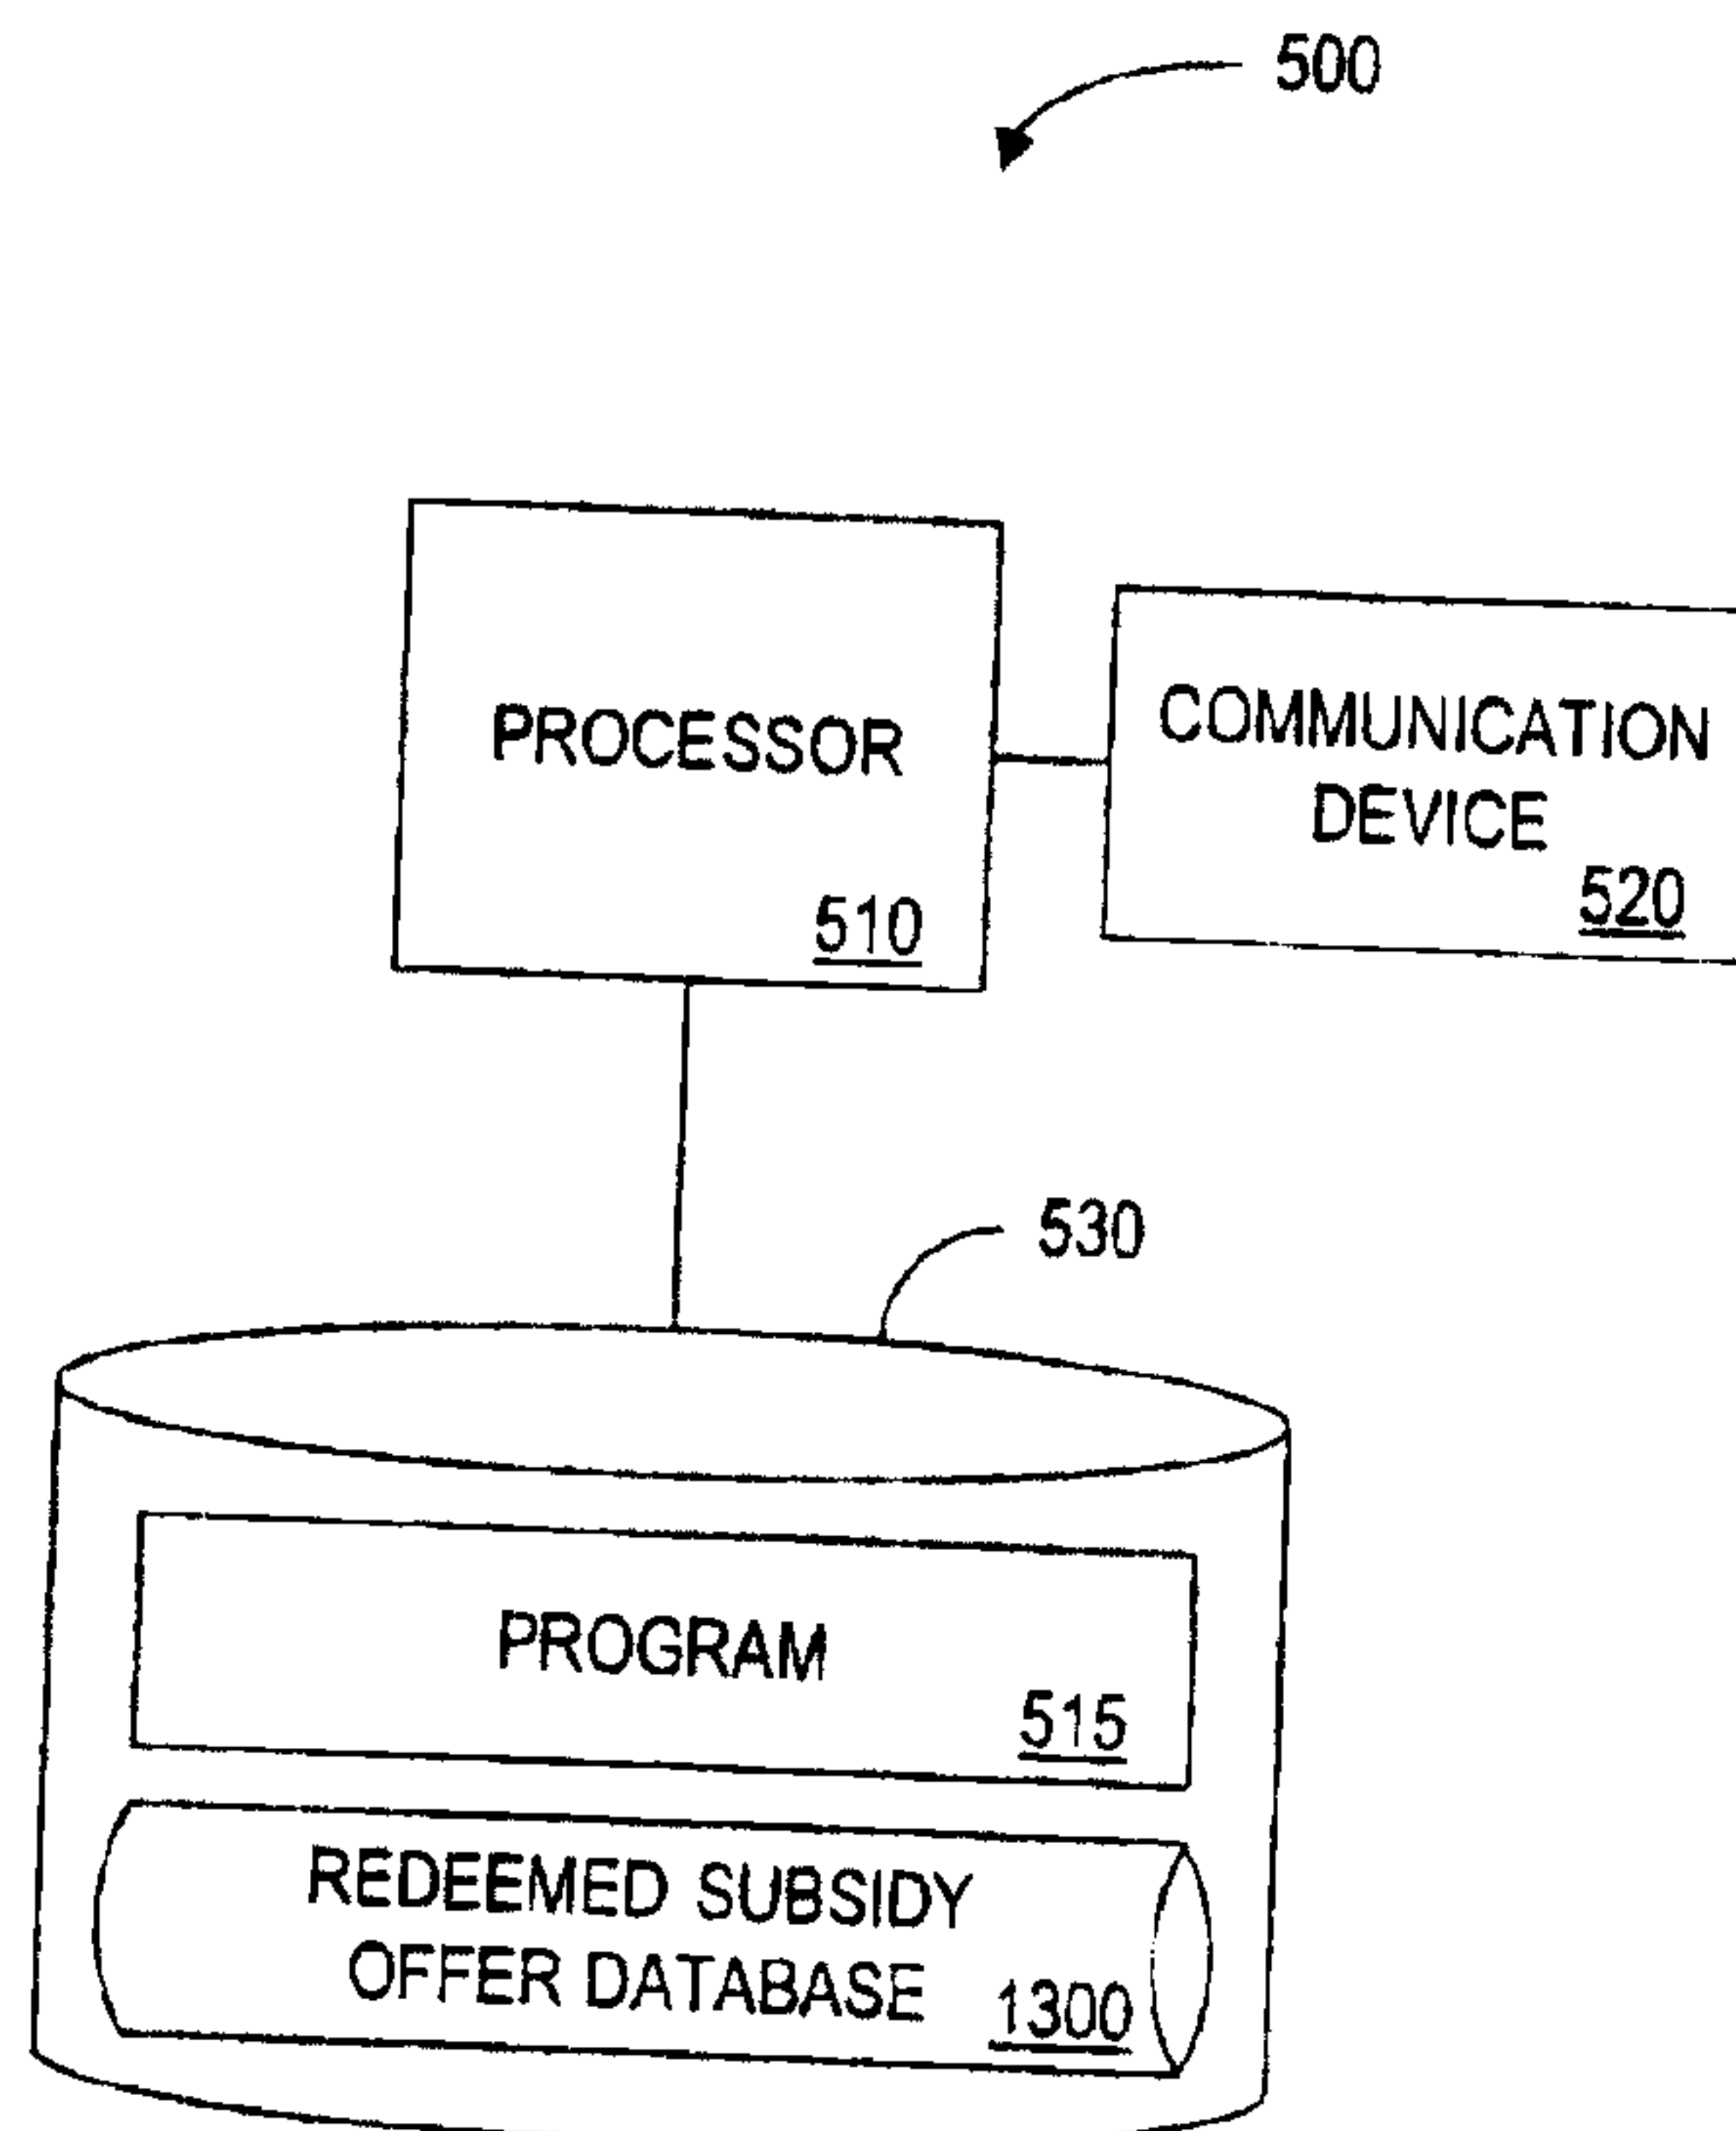 500
PROCESSOR
510
COMMUNICATION
DEVICE
520
530
PROGRAM
515
REDEEMED SUBSIDY
OFFER DATABASE
1300